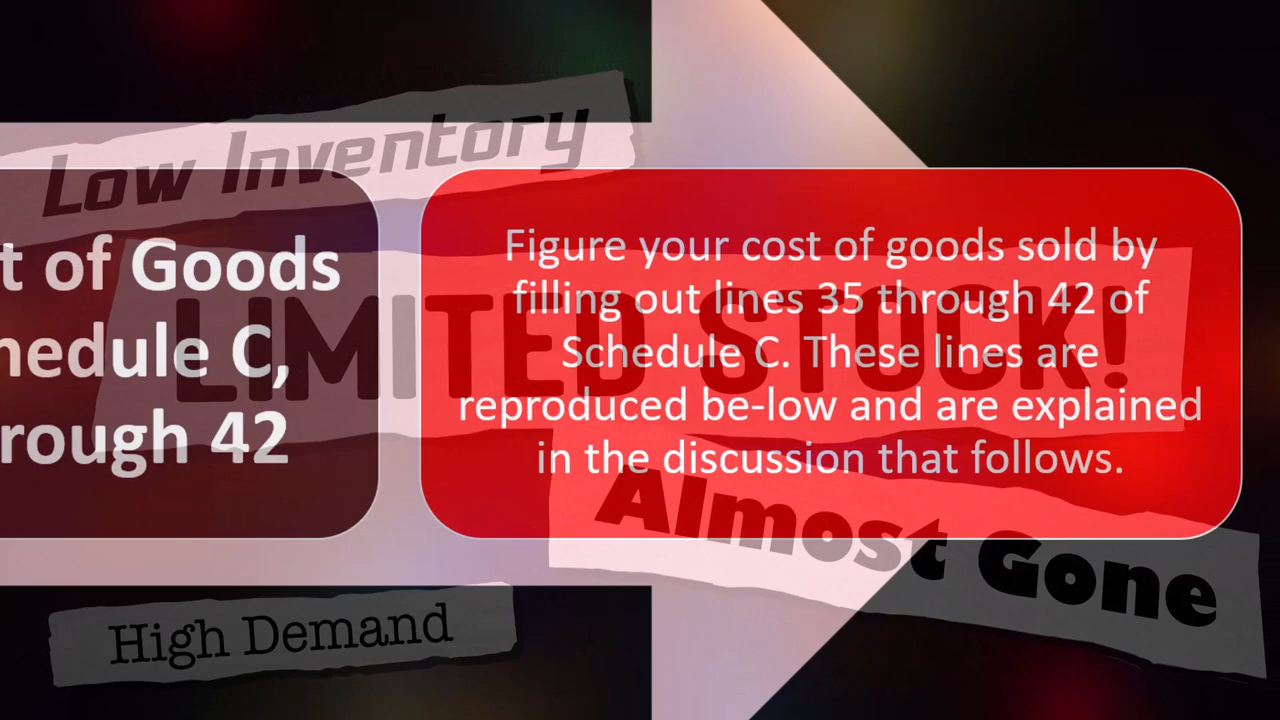 Low Inventory
t of Goods
hedule C,
rough 42
LIMITED STOCK!
Figure your cost of goods sold by
filling out lines 35 through 42 of
Schedule C. These lines are
reproduced be-low and are explained
in the discussion that follows.
Almost Gone
High Demand